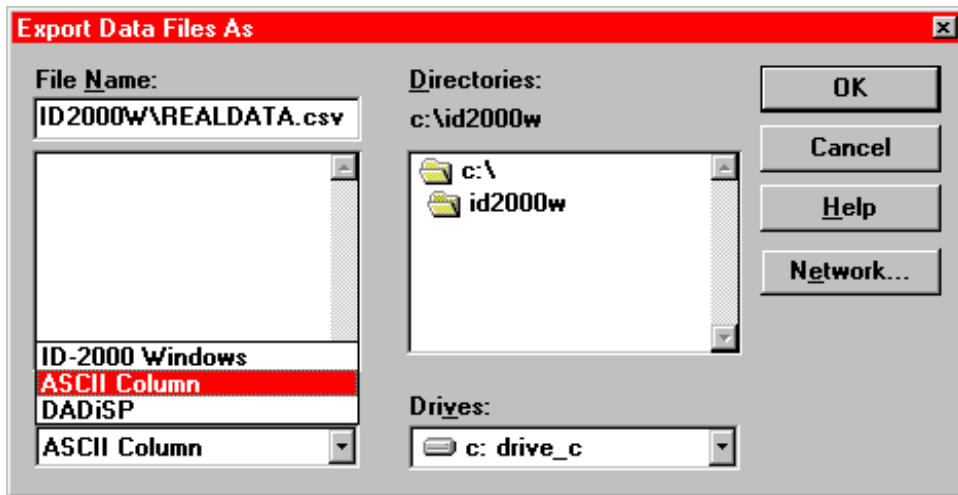 Export Data Files As
File Name:
ID2000W\REALDATA.csv
ID-2000 Windows
ASCII Column
DADiSP
ASCII Column
Directories:
c:\id2000w
c:\
id2000w
Drives:
c: drive_c
OK
Cancel
Help
Network...